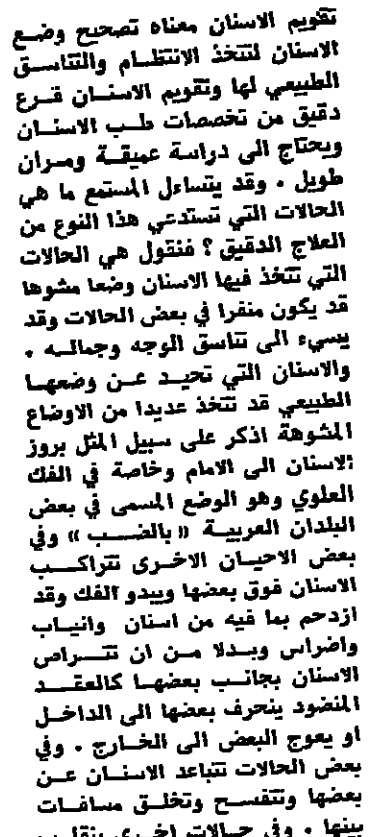 تقويم الاسنان معناه تصحيح وضع
الاسنان لتتخذ الانتظام والتناسق
الطبيعي لها وتقويم الاسنان فرع
دقيق من تخصصات طب الاسنان
ويحتاج الى دراسة عميقة ومران
طويل . وقد يتساءل المستمع ما هي
الحالات التي تستدعي هذا النوع من
العلاج الدقيق ؟ فنقول هي الحالات
التي تتخذ فيها الاسنان وضعا مشوها
قد يكون منفرا في بعض الحالات وقد
يسيء الى تناسق الوجه وجماله .
والاسنان التي تحيد عن وضعها
الطبيعي قد تتخذ عديدا من الاوضاع
المشوهة اذكر على سبيل المثل بروز
الاسنان الى الامام وخاصة في الفك
العلوي وهو الوضع المسمى في بعض
البلدان العربية « بالضب » وفي
بعض الاحيان الاخرى تتراكب
الاسنان فوق بعضها ويبدو الفك وقد
ازدحم بما فيه من اسنان وانياب
واضراس وبدلا من ان تتراص
الاسنان بجانب بعضها كالعقد
المنضود ينحرف بعضها الى الداخل
او يعوج البعض الى الخارج . وفي
بعض الحالات تتباعد الاسنان عن
بعضها وتتفسح وتخلق مسافات
بينها . وفي حالات اخرى